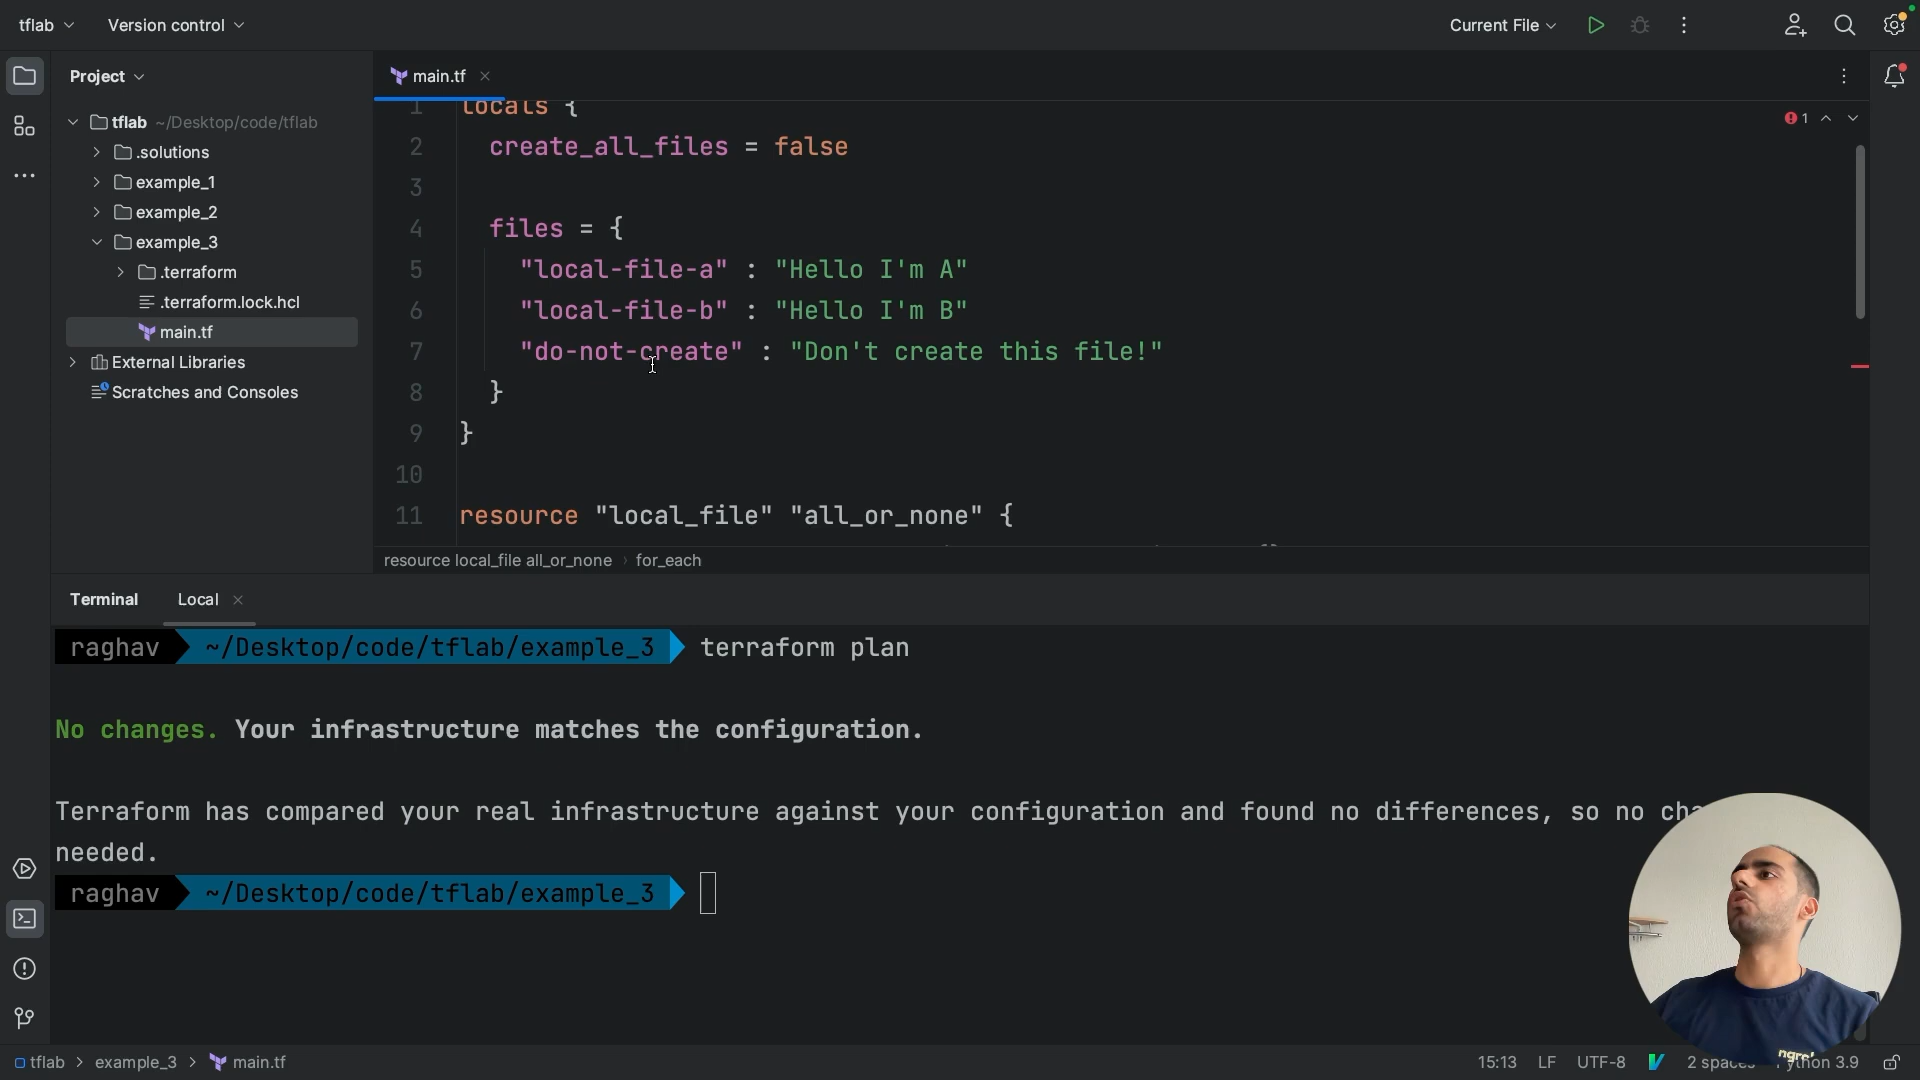 tflab
Version control
Current File
Project
main.tf
tflab ~/Desktop/code/tflab
.solutions
example_1
example_2
example_3
.terraform
.terraform.lock.hcl
main.tf
External Libraries
Scratches and Consoles
1 locals {
2 create_all_files = false
3
4 files = {
5 "local-file-a" : "Hello I'm A"
6 "local-file-b" : "Hello I'm B"
7 "do-not-create" : "Don't create this file!"
8 }
9 }
10
11 resource "local_file" "all_or_none" {
1
resource local_file all_or_none › for_each
Terminal
Local
raghav ~/Desktop/code/tflab/example_3 terraform plan
No changes. Your infrastructure matches the configuration.
Terraform has compared your real infrastructure against your configuration and found no differences, so no
needed.
raghav ~/Desktop/code/tflab/example_3
tflab > example_3 > main.tf
15:13 LF UTF-8 2 spaces Python 3.9